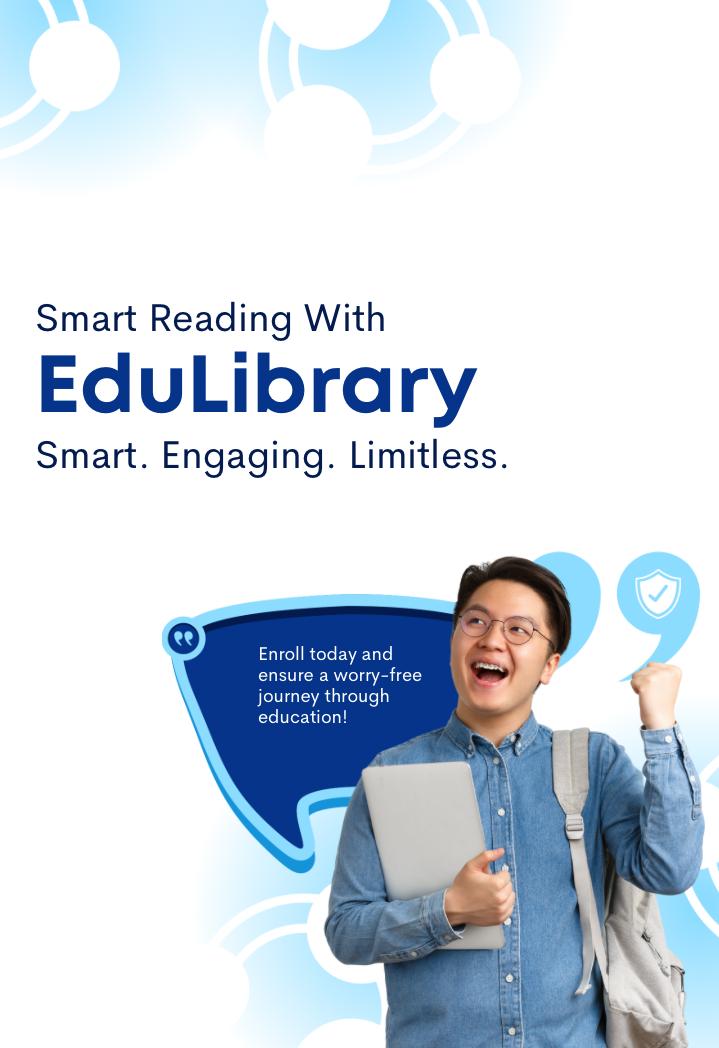 Smart Reading With
EduLibrary
Smart. Engaging. Limitless.
Enroll today and
ensure a worry-free
journey through
education!